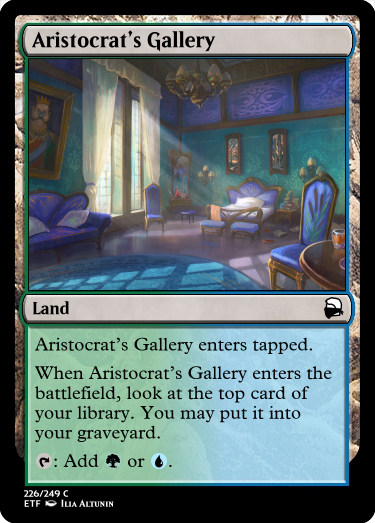 Aristocrat's Gallery
Land
Aristocrat's Gallery enters tapped.
When Aristocrat's Gallery enters the
battlefield, look at the top card of
your library. You may put it into
your graveyard.
: Add or .
226/249 C
ETF Ilia Altunin